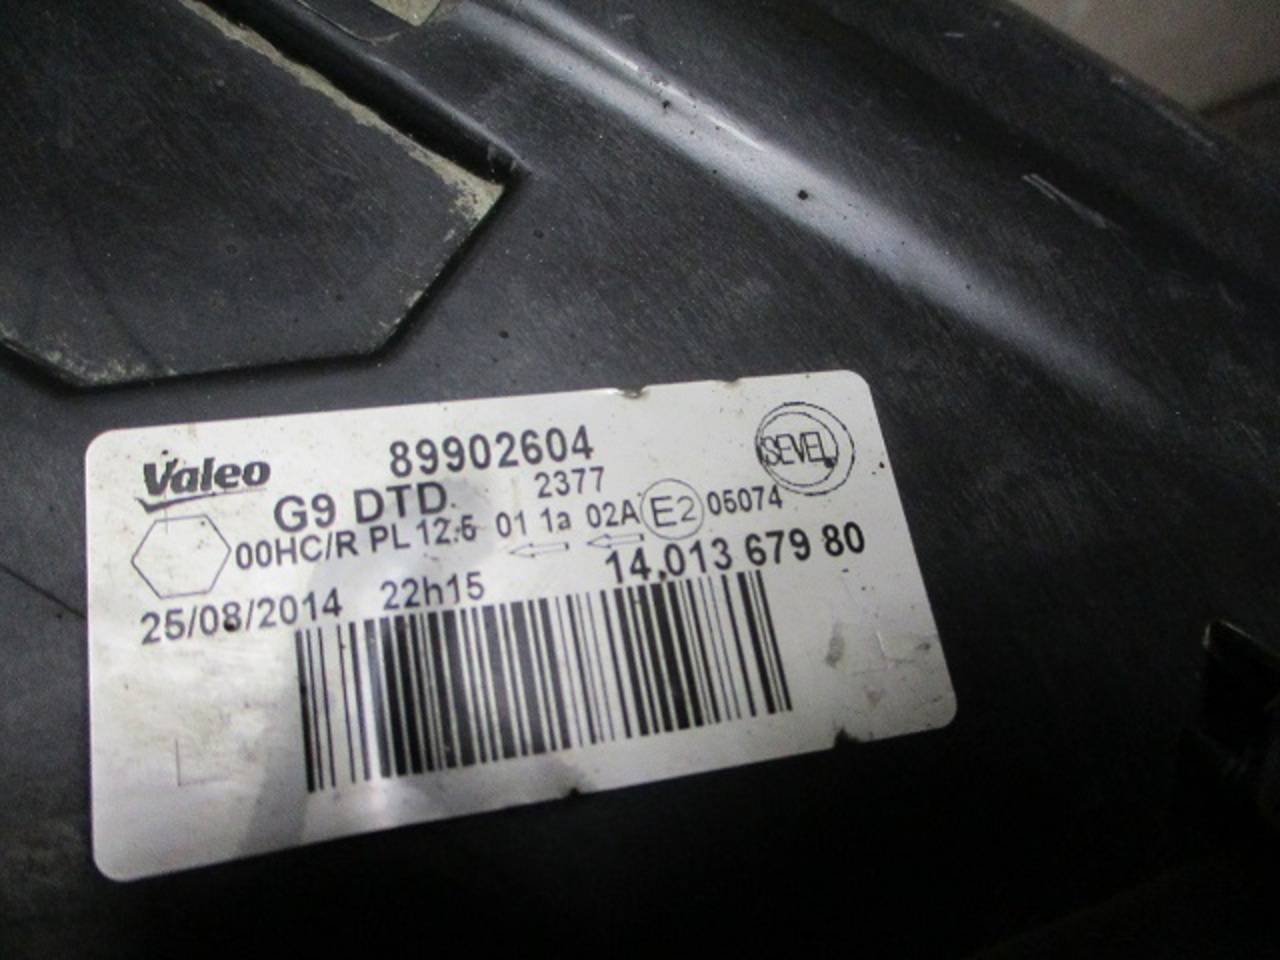 Valeo
89902604
SEVEL
G9 DTD
2377
00HC/R PL 12.5 01 1a 02A E2 05074
14.013 679 80
25/08/2014 22h15